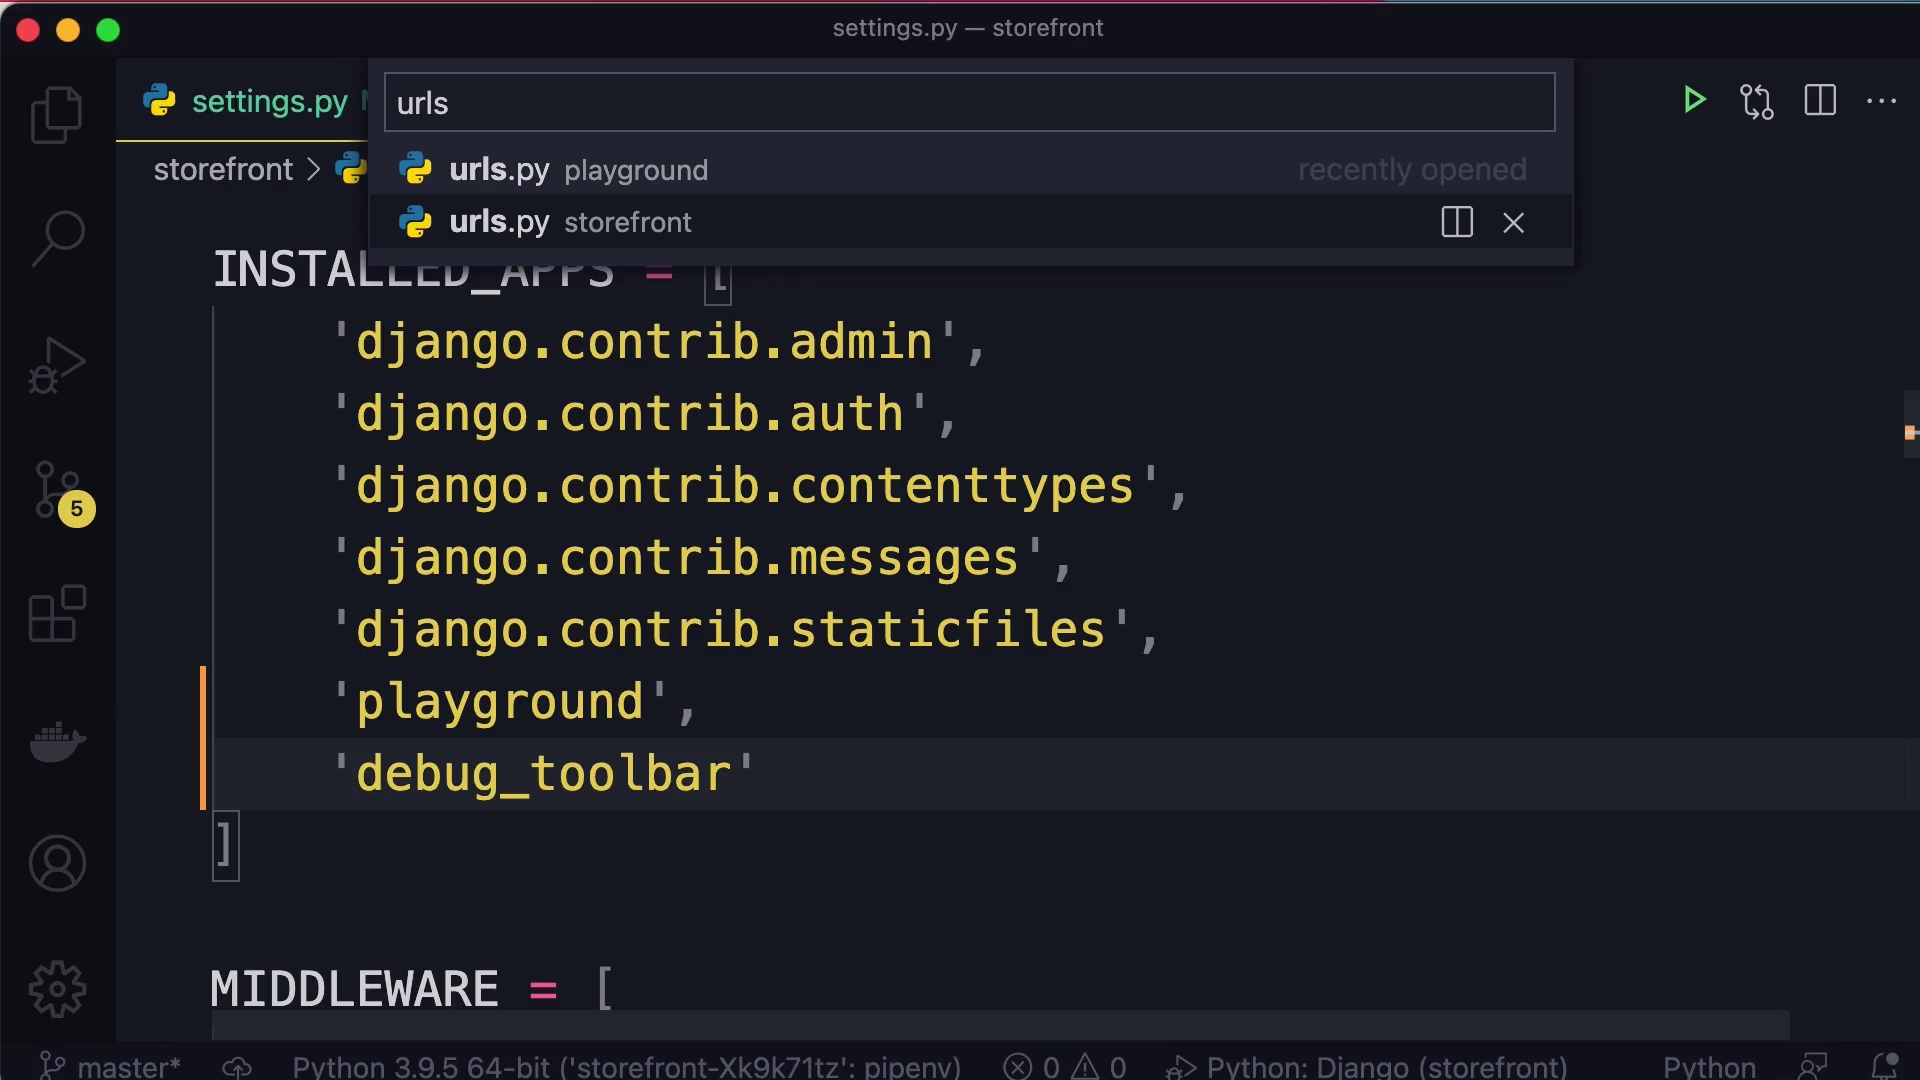 settings.py — storefront
settings.py
urls
storefront >
urls.py playground recently opened
urls.py storefront
INSTALLED_APPS = [
'django.contrib.admin',
'django.contrib.auth',
'django.contrib.contenttypes',
'django.contrib.messages',
'django.contrib.staticfiles',
'playground',
'debug_toolbar'
]
5
MIDDLEWARE = [
master* Python 3.9.5 64-bit ('storefront-Xk9k71tz': pipenv) 0 0 Python: Django (storefront) Python